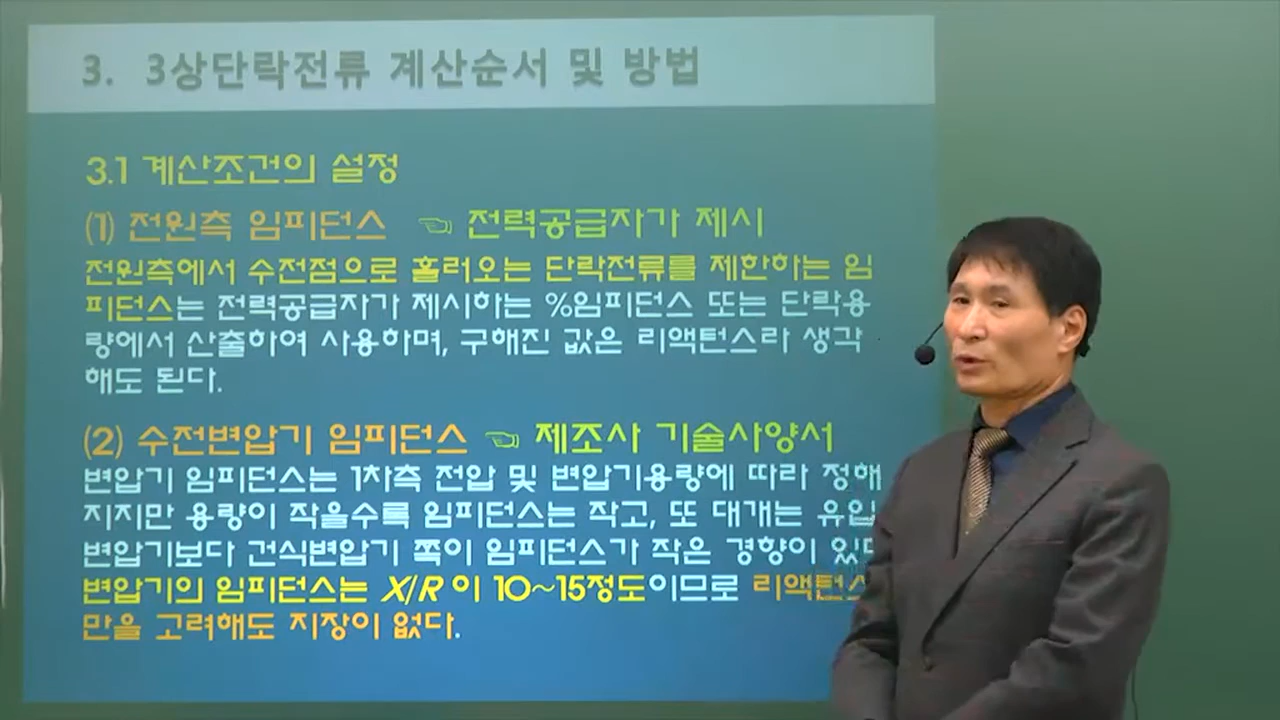 3. 3상단락전류 계산순서 및 방법
3.1 계산조건의 설정
(1) 전원측 임피던스 ☜ 전력공급자가 제시
전원측에서 수전점으로 흘러오는 단락전류를 제한하는 임
피던스는 전력공급자가 제시하는 %임피던스 또는 단락용
량에서 산출하여 사용하며, 구해진 값은 리액턴스라 생각
해도 된다.
(2) 수전변압기 임피던스 ☜ 제조사 기술사양서
변압기 임피던스는 1차측 전압 및 변압기용량에 따라 정해
지지만 용량이 작을수록 임피던스는 작고, 또 대개는 유입
변압기보다 건식변압기 쪽이 임피던스가 작은 경향이 있다
변압기의 임피던스는 X/R 이 10~15정도이므로 리액턴스
만을 고려해도 지장이 없다.